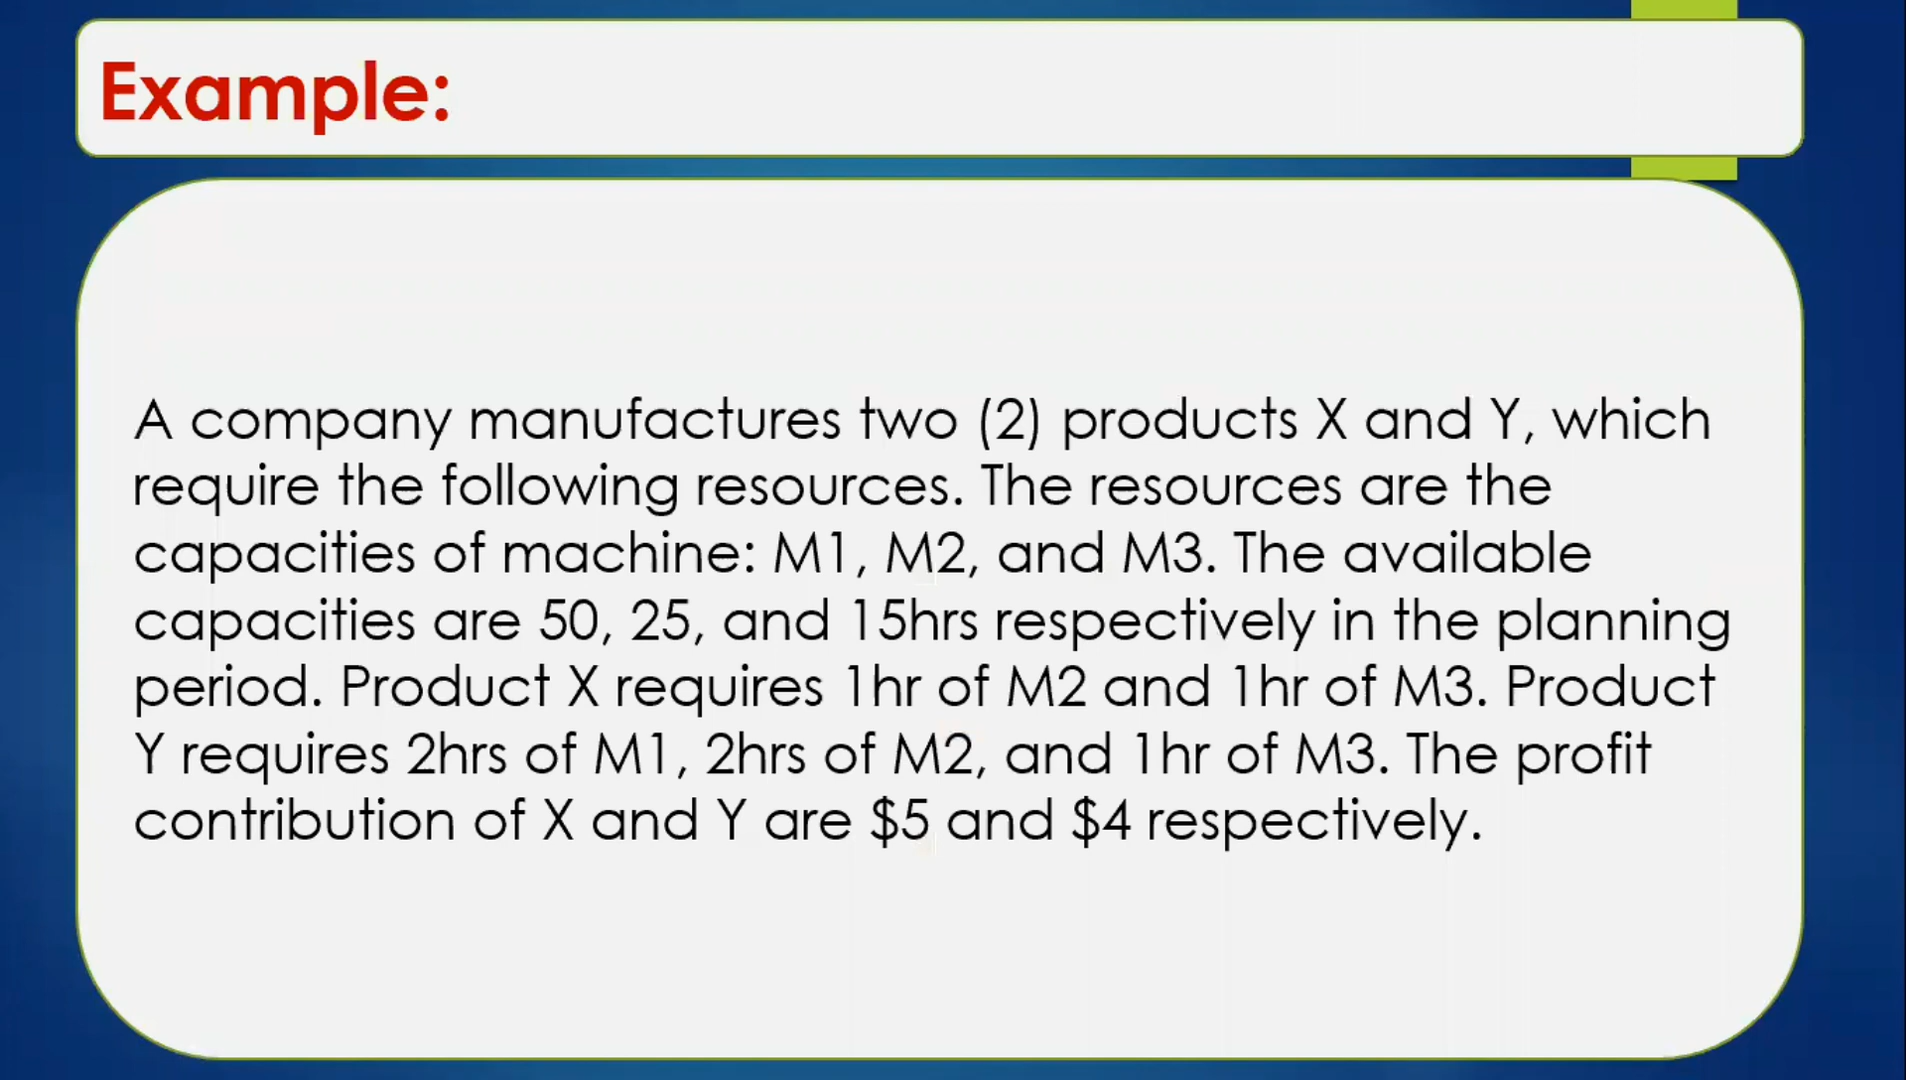 Example:
A company manufactures two (2) products X and Y, which
require the following resources. The resources are the
capacities of machine: M1, M2, and M3. The available
capacities are 50, 25, and 15hrs respectively in the planning
period. Product X requires 1hr of M2 and 1hr of M3. Product
Y requires 2hrs of M1, 2hrs of M2, and 1hr of M3. The profit
contribution of X and Y are $5 and $4 respectively.